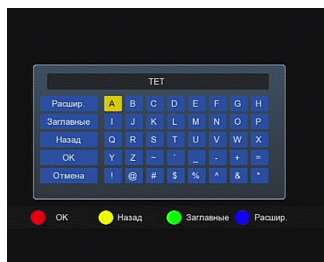 TET
Расшир. A B C D E F G H
Заглавные I J K L M N O P
Назад Q R S T U V W X
OK Y Z ~ ` _ - + =
Отмена ! @ # $ % ^ & *
OK Назад Заглавные Расшир.